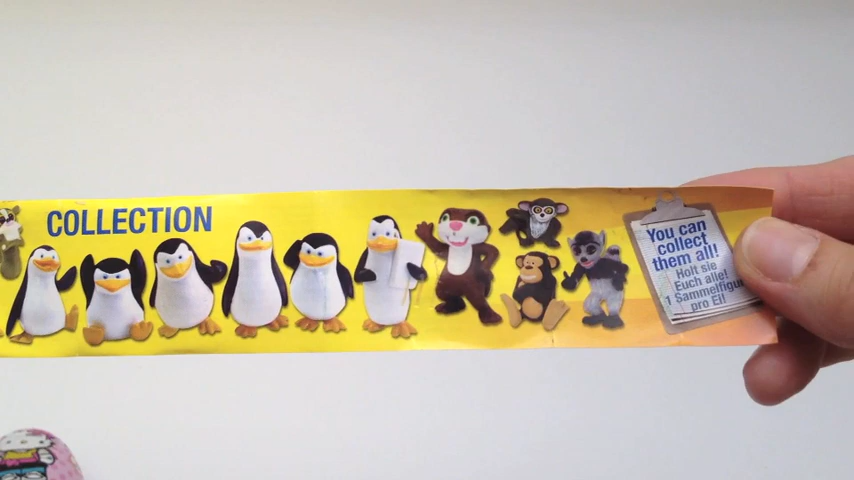 COLLECTION
You can
collect
them all!
Holt sie
Euch alle!
1 Sammelfigur
pro Ei!